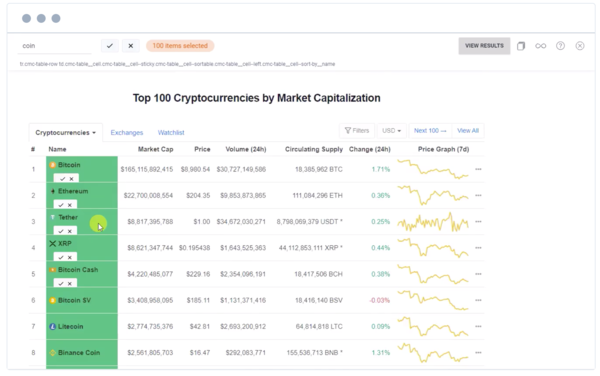 coin
100 items selected
VIEW RESULTS
tr.cmc-table-row td.cmc-table__cell.cmc-table__cell--sticky.cmc-table__cell--sortable.cmc-table__cell--left.cmc-table__cell--sort-by__name
Top 100 Cryptocurrencies by Market Capitalization
Cryptocurrencies Exchanges Watchlist Filters USD Next 100 → View All
# Name Market Cap Price Volume (24h) Circulating Supply Change (24h) Price Graph (7d)
1 Bitcoin $165,115,892,415 $8,980.54 $30,727,149,586 18,385,962 BTC 1.71%
2 Ethereum $22,700,008,554 $204.35 $9,853,873,865 111,084,296 ETH 0.36%
3 Tether $8,817,395,788 $1.00 $34,672,030,271 8,798,069,379 USDT * 0.25%
4 XRP $8,621,347,744 $0.195438 $1,643,525,363 44,112,853,111 XRP * 0.44%
5 Bitcoin Cash $4,220,485,077 $229.16 $2,354,096,191 18,417,506 BCH 0.38%
6 Bitcoin SV $3,408,958,095 $185.11 $1,131,371,416 18,416,140 BSV -0.03%
7 Litecoin $2,774,735,376 $42.81 $2,693,200,912 64,814,818 LTC 0.09%
8 Binance Coin $2,561,805,703 $16.47 $292,083,771 155,536,713 BNB * 1.31%